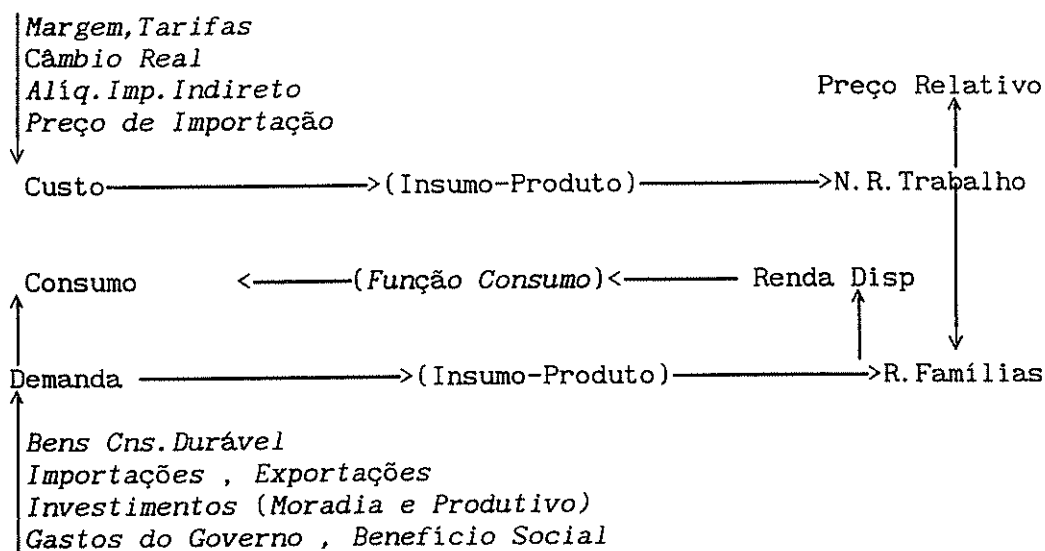 Margem,Tarifas
Câmbio Real
Alíq.Imp.Indireto
Preço de Importação
Preço Relativo
Custo (Insumo-Produto) N.R.Trabalho
Consumo (Função Consumo) Renda Disp
Demanda (Insumo-Produto) R.Famílias
Bens Cns.Durável
Importações , Exportações
Investimentos (Moradia e Produtivo)
Gastos do Governo , Benefício Social